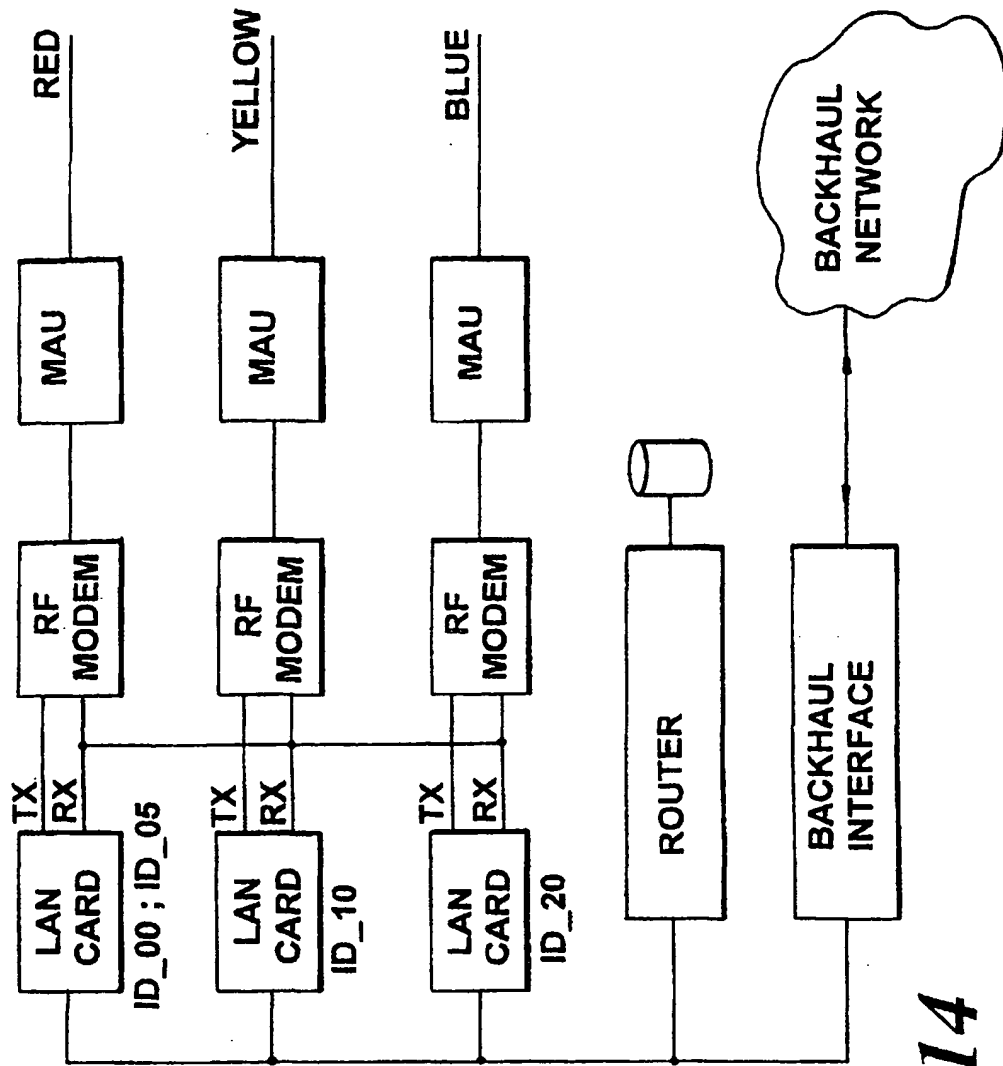 RED
YELLOW
BLUE
MAU
MAU
MAU
RF
MODEM
RF
MODEM
RF
MODEM
TX
RX
TX
RX
TX
RX
LAN
CARD
ID_00 ; ID_05
LAN
CARD
ID_10
LAN
CARD
ID_20
ROUTER
BACKHAUL
INTERFACE
BACKHAUL
NETWORK
14